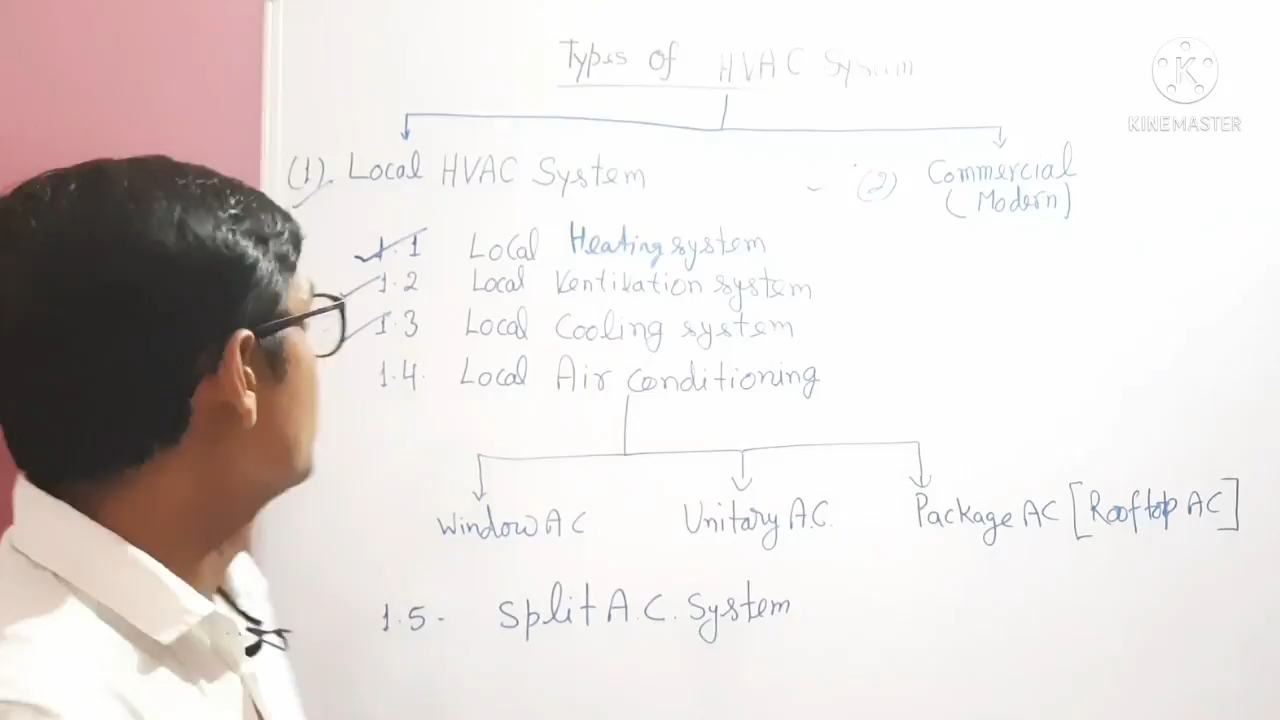 Types of HVAC System
(1). Local HVAC System
(2) Commercial
(Modern)
1.1 Local Heating system
1.2 Local Ventilation system
1.3 Local Cooling system
1.4. Local Air conditioning
Window AC
Unitary A.C.
Package AC [Rooftop AC]
1.5. Split A.C. System
K
KINEMASTER